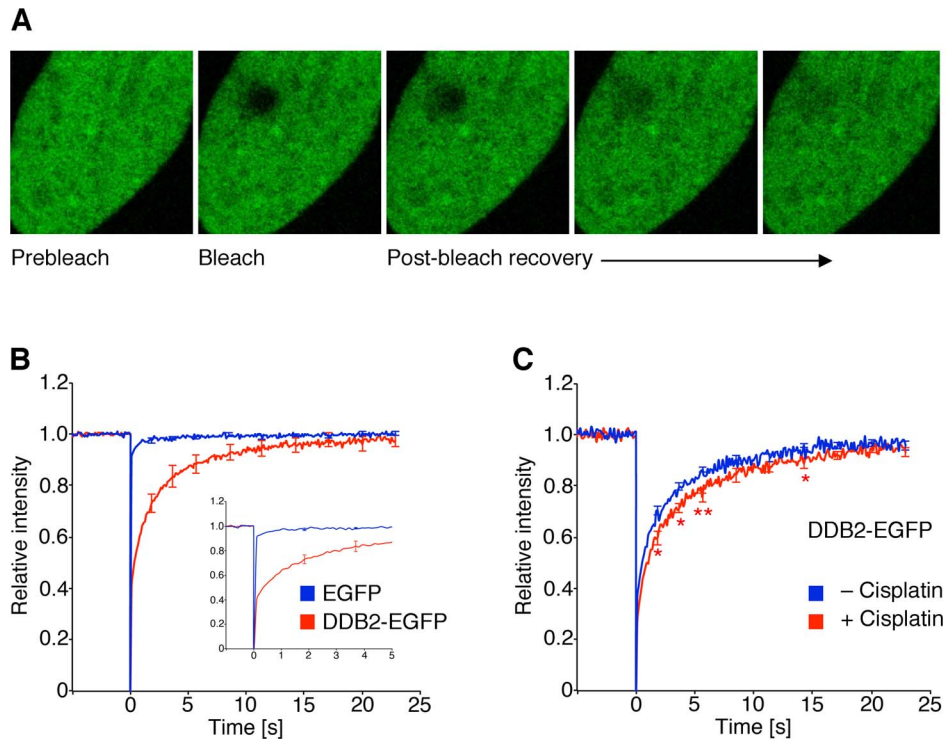 A
Prebleach
Bleach
Post-bleach recovery
B
Relative intensity
1.2
1.0
0.8
0.6
0.4
0.2
0
0 5 10 15 20 25
Time [s]
1.0
0.8
0.6
0.4
0.2
0
0 1 2 3 4 5
EGFP
DDB2-EGFP
C
Relative intensity
1.2
1.0
0.8
0.6
0.4
0.2
0
0 5 10 15 20 25
Time [s]
*
*
**
*
DDB2-EGFP
– Cisplatin
+ Cisplatin